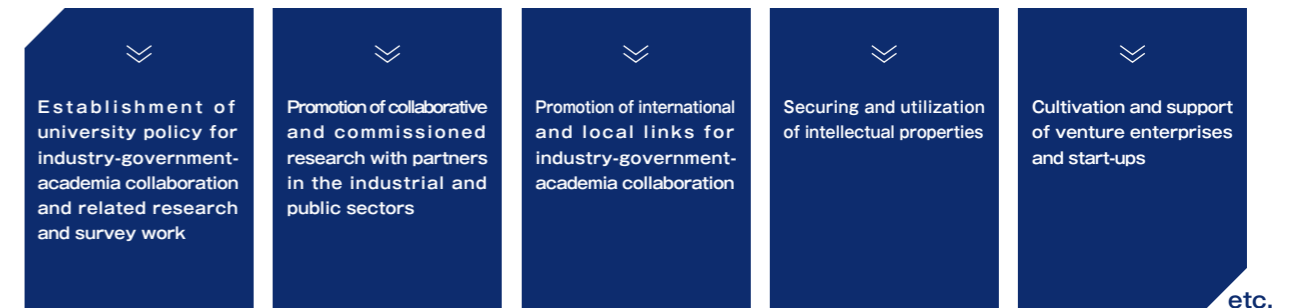 Establishment of
university policy for
industry-government-
academia collaboration
and related research
and survey work
Promotion of collaborative
and commissioned
research with partners
in the industrial and
public sectors
Promotion of international
and local links for
industry-government-
academia collaboration
Securing and utilization
of intellectual properties
Cultivation and support
of venture enterprises
and start-ups
etc.